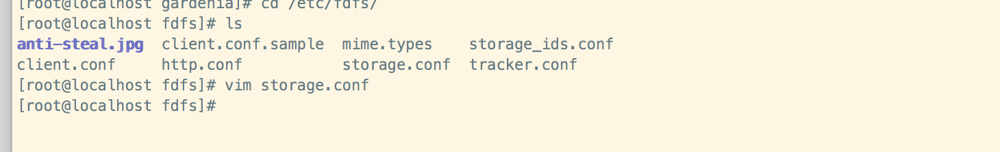 [root@localhost gardenia]# cd /etc/fdfs/
[root@localhost fdfs]# ls
anti-steal.jpg  client.conf.sample  mime.types    storage_ids.conf
client.conf     http.conf           storage.conf  tracker.conf
[root@localhost fdfs]# vim storage.conf
[root@localhost fdfs]#